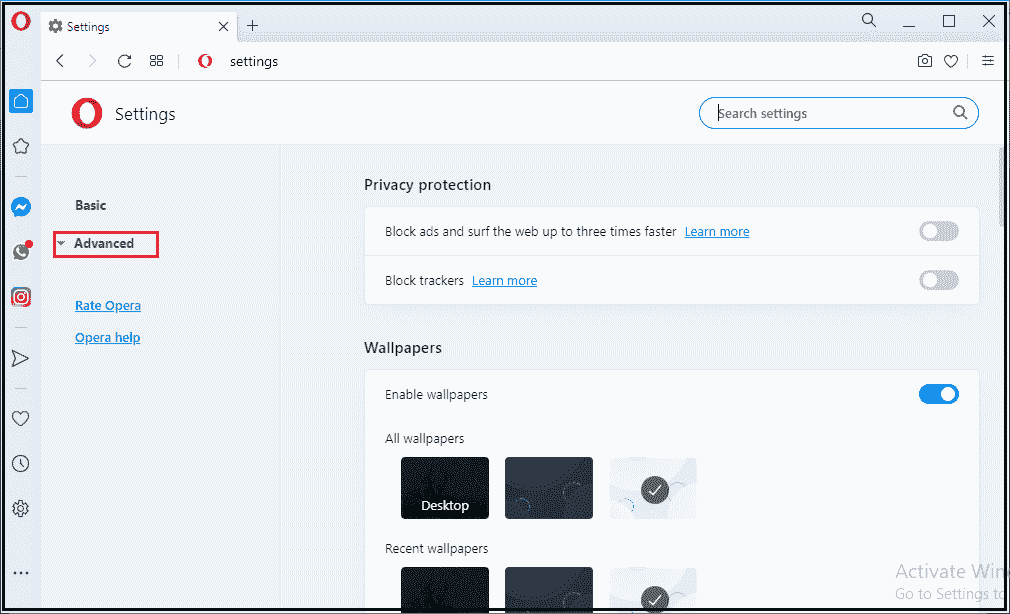 Settings
settings
Settings
Search settings
Basic
Advanced
Rate Opera
Opera help
Privacy protection
Block ads and surf the web up to three times faster Learn more
Block trackers Learn more
Wallpapers
Enable wallpapers
All wallpapers
Desktop
Recent wallpapers
Activate Win
Go to Settings to